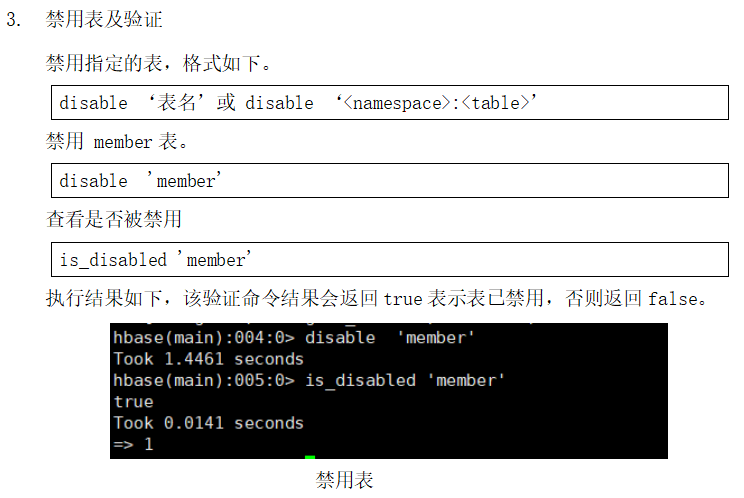 3. 禁用表及验证
禁用指定的表，格式如下。
disable ‘表名’或 disable ‘<namespace>:<table>’
禁用 member 表。
disable 'member'
查看是否被禁用
is_disabled 'member'
执行结果如下，该验证命令结果会返回 true 表示表已禁用，否则返回 false。
hbase(main):004:0> disable 'member'
Took 1.4461 seconds
hbase(main):005:0> is_disabled 'member'
true
Took 0.0141 seconds
=> 1
禁用表